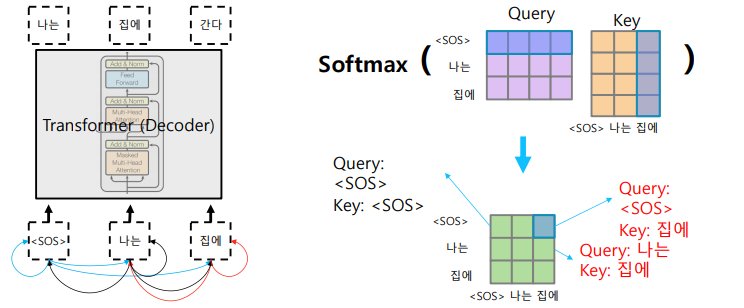 나는 집에 간다
Add & Norm
Feed
Forward
Add & Norm
Multi-Head
Attention
Transformer (Decoder)
Add & Norm
Masked
Multi-Head
Attention
<SOS> 나는 집에
Query
Key
Softmax ( )
<SOS>
나는
집에
<SOS> 나는 집에
Query:
<SOS>
Key: <SOS>
Query:
<SOS>
Key: 집에
Query: 나는
Key: 집에
<SOS>
나는
집에
<SOS> 나는 집에